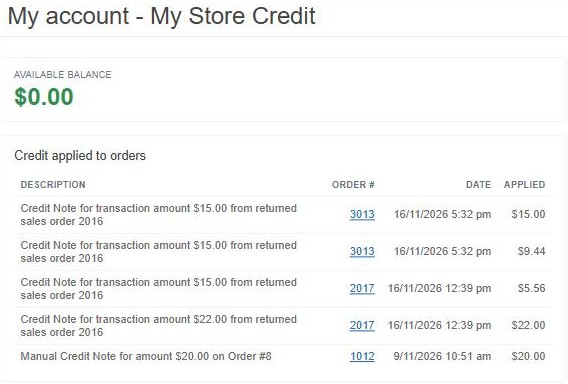 My account - My Store Credit
AVAILABLE BALANCE
$0.00
Credit applied to orders
DESCRIPTION ORDER # DATE APPLIED
Credit Note for transaction amount $15.00 from returned
sales order 2016 3013 16/11/2026 5:32 pm $15.00
Credit Note for transaction amount $15.00 from returned
sales order 2016 3013 16/11/2026 5:32 pm $9.44
Credit Note for transaction amount $15.00 from returned
sales order 2016 2017 16/11/2026 12:39 pm $5.56
Credit Note for transaction amount $22.00 from returned
sales order 2016 2017 16/11/2026 12:39 pm $22.00
Manual Credit Note for amount $20.00 on Order #8 1012 9/11/2026 10:51 am $20.00